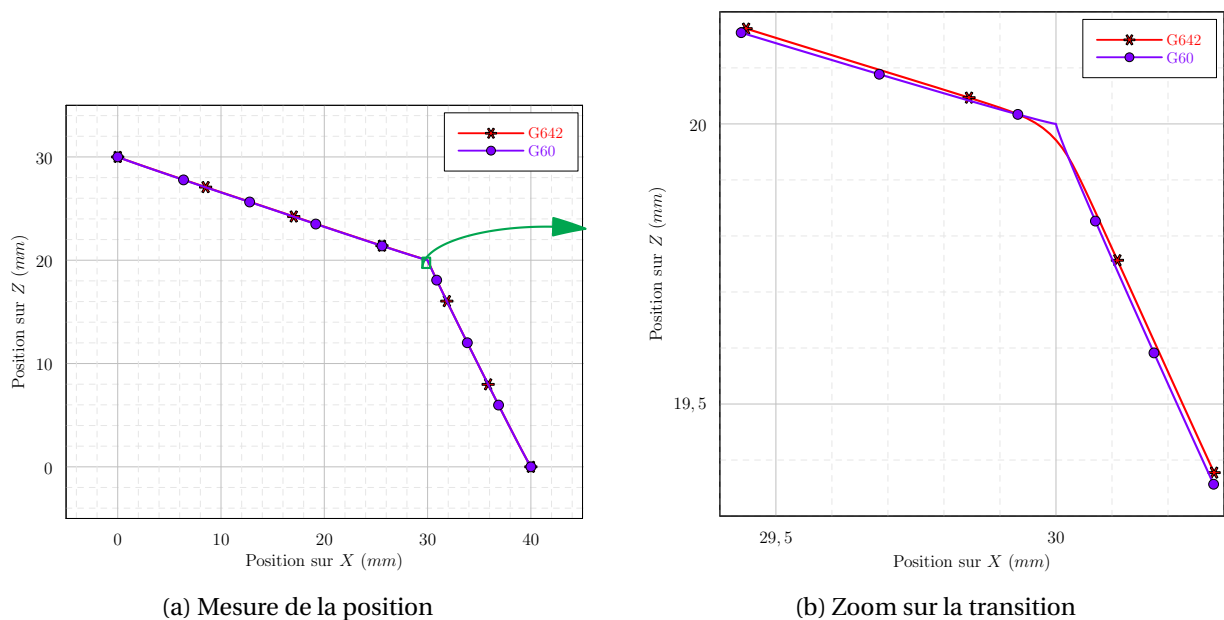 G642
G60
30
20
10
0
Position sur Z (mm)
0
10
20
30
40
Position sur X (mm)
(a) Mesure de la position
G642
G60
20
19, 5
Position sur Z (mm)
29, 5
30
Position sur X (mm)
(b) Zoom sur la transition